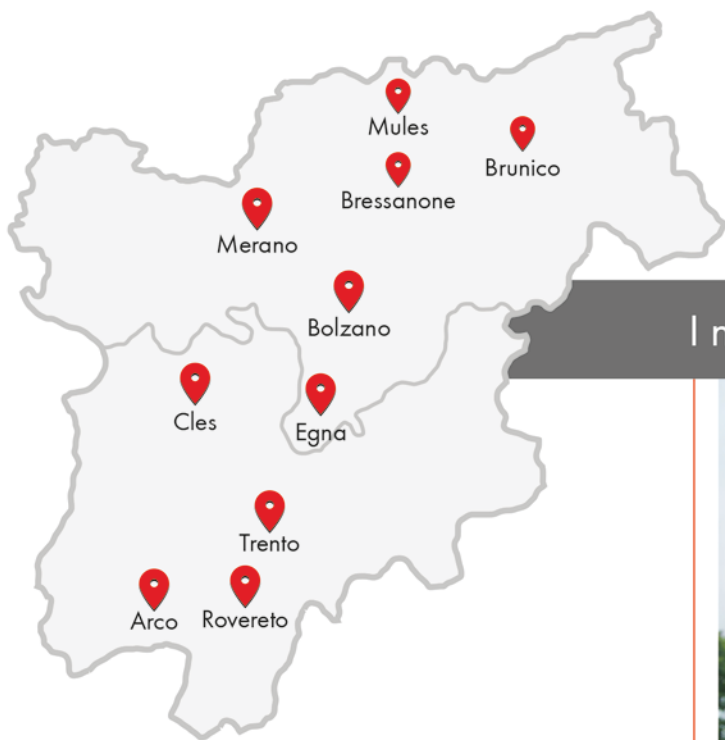 Mules
Brunico
Bressanone
Merano
Bolzano
I
Cles
Egna
Trento
Arco
Rovereto